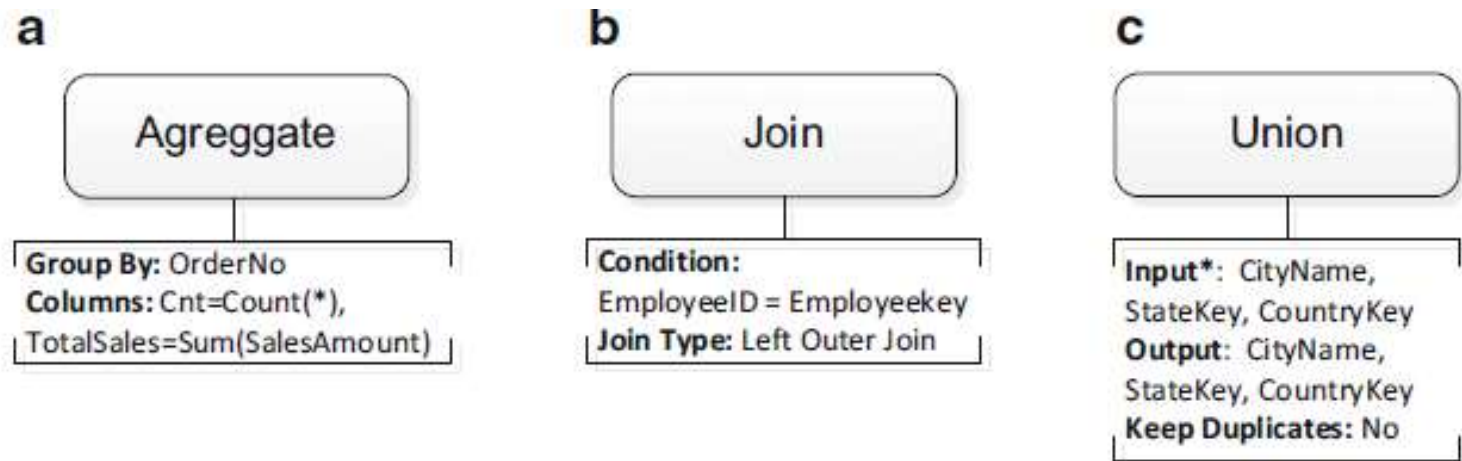 a
Agreggate
Group By: OrderNo
Columns: Cnt=Count(*),
TotalSales=Sum(SalesAmount)
b
Join
Condition:
EmployeeID = Employeekey
Join Type: Left Outer Join
c
Union
Input*: CityName,
StateKey, CountryKey
Output: CityName,
StateKey, CountryKey
Keep Duplicates: No